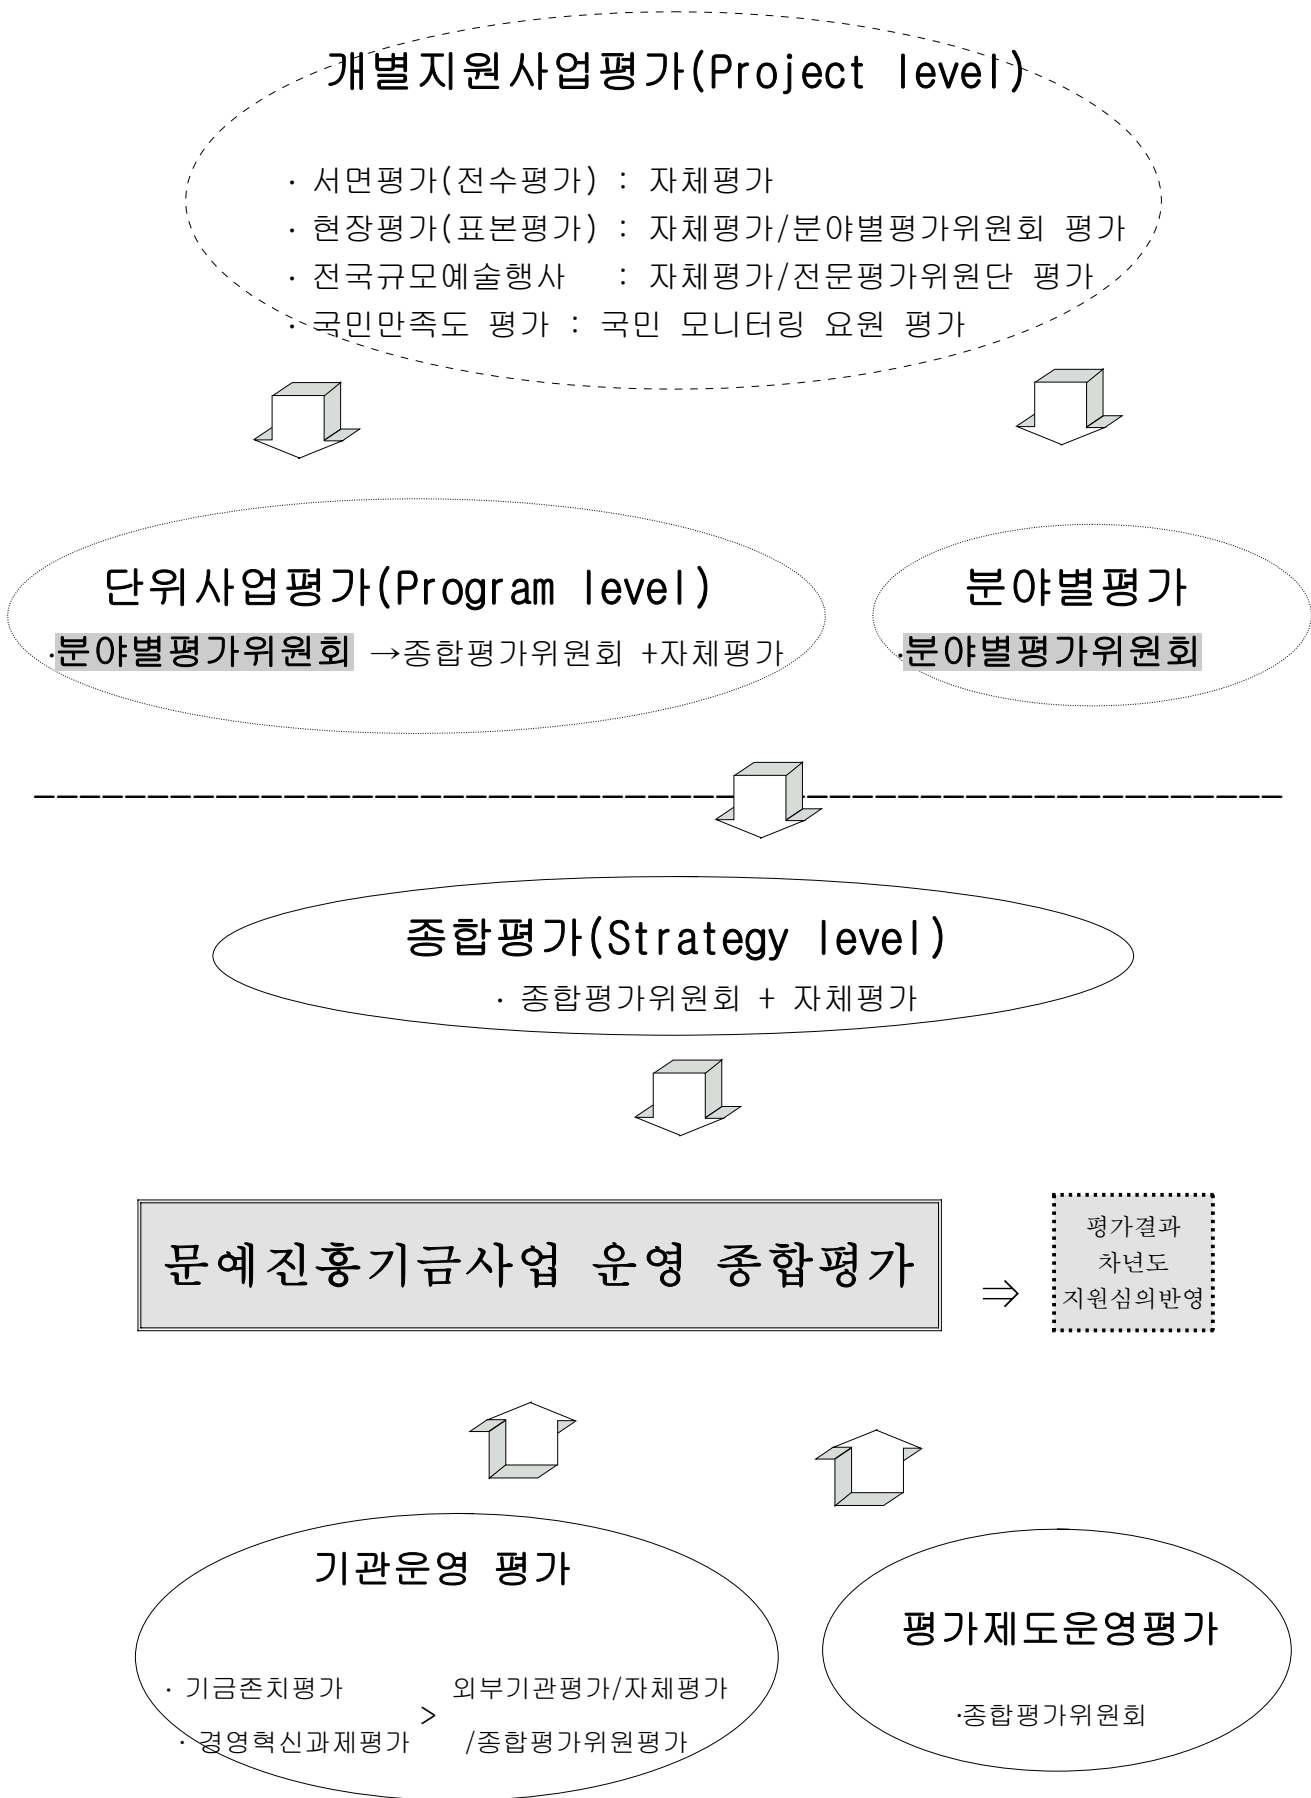 개별지원사업평가(Project level)
· 서면평가(전수평가) : 자체평가
· 현장평가(표본평가) : 자체평가/분야별평가위원회 평가
· 전국규모예술행사 : 자체평가/전문평가위원단 평가
· 국민만족도 평가 : 국민 모니터링 요원 평가
단위사업평가(Program level)
·분야별평가위원회 →종합평가위원회 +자체평가
분야별평가
·분야별평가위원회
종합평가(Strategy level)
· 종합평가위원회 + 자체평가
문예진흥기금사업 운영 종합평가
⇒
평가결과
차년도
지원심의반영
기관운영 평가
· 기금존치평가
· 경영혁신과제평가
>
외부기관평가/자체평가
/종합평가위원평가
평가제도운영평가
·종합평가위원회